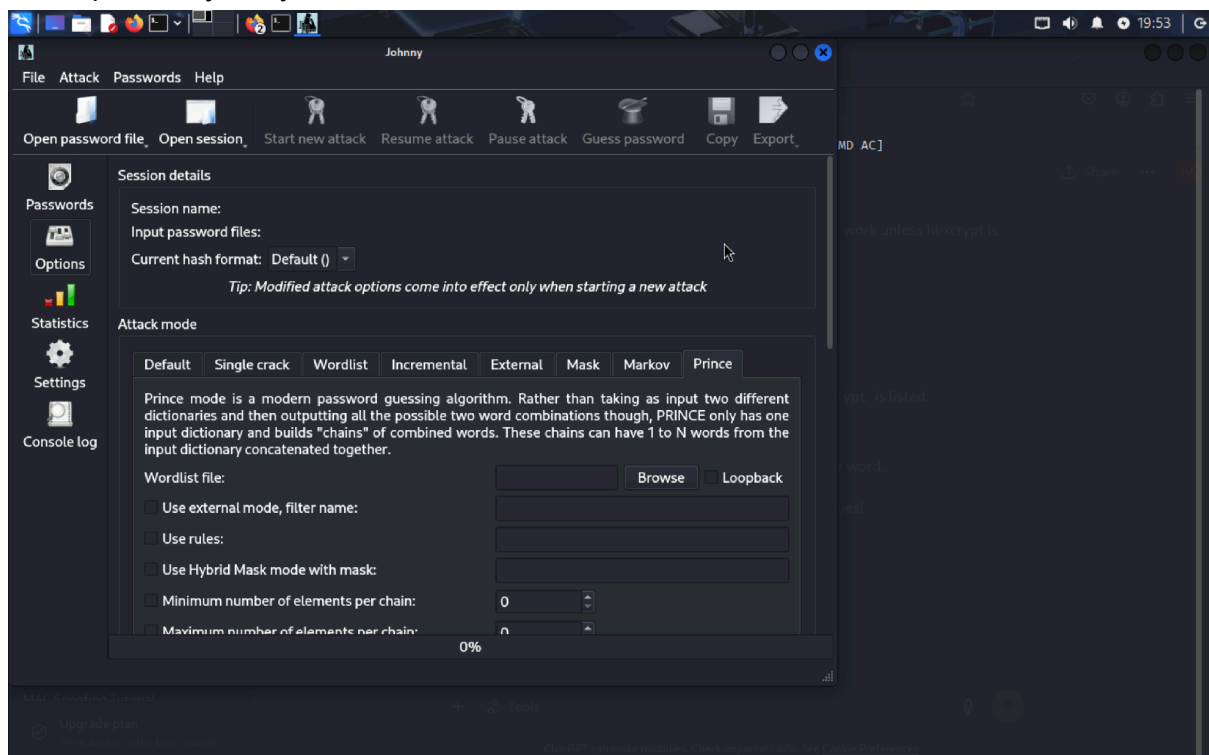 19:53
Johnny
File Attack Passwords Help
Open password file Open session Start new attack Resume attack Pause attack Guess password Copy Export
MD AC]
Share
Passwords
Options
Statistics
Settings
Console log
Session details
Session name:
Input password files:
Current hash format: Default ()
Tip: Modified attack options come into effect only when starting a new attack
work unless libxcrypt is
Attack mode
Default Single crack Wordlist Incremental External Mask Markov Prince
Prince mode is a modern password guessing algorithm. Rather than taking as input two different
dictionaries and then outputting all the possible two word combinations though, PRINCE only has one
input dictionary and builds "chains" of combined words. These chains can have 1 to N words from the
input dictionary concatenated together.
Wordlist file: Browse Loopback
Use external mode, filter name:
Use rules:
Use Hybrid Mask mode with mask:
Minimum number of elements per chain: 0
Maximum number of elements per chain: 0
is listed.
word.
0%
MAC Spoofing Tutorial
Upgrade plan
Tools